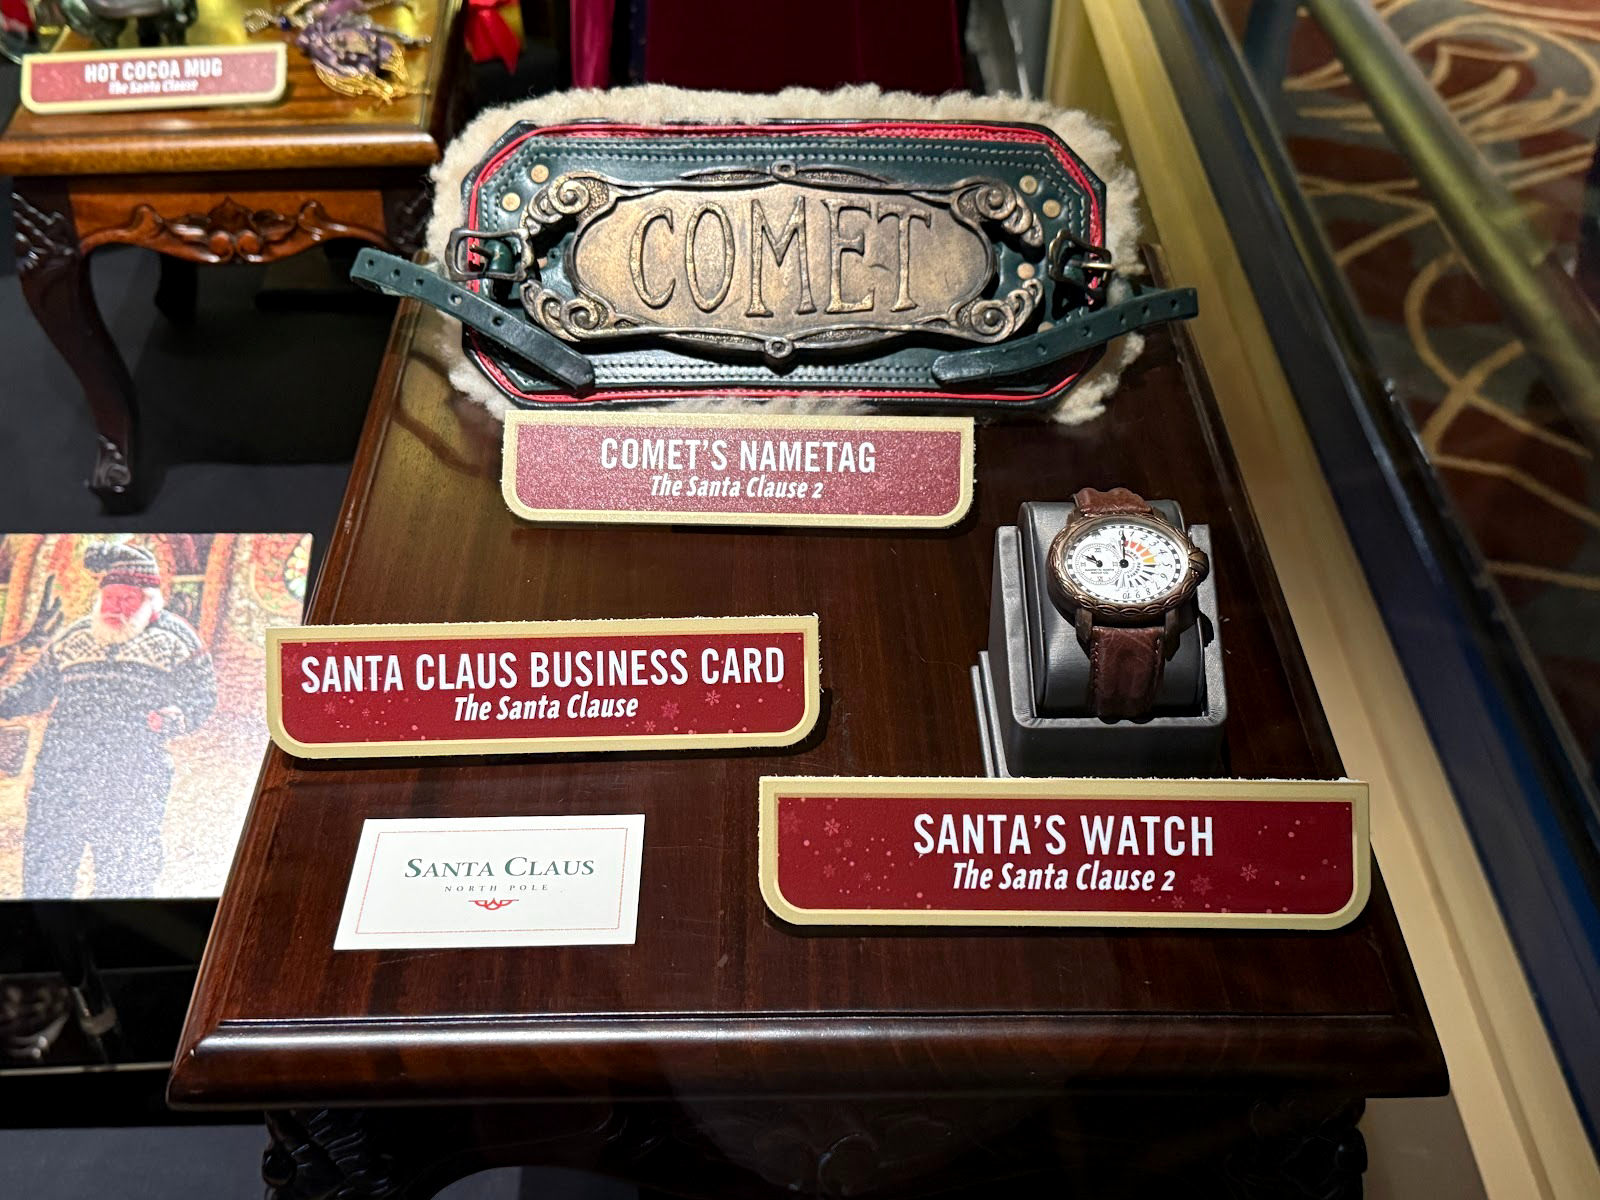 HOT COCOA MUG
The Santa Clause
COMET
COMET'S NAMETAG
The Santa Clause 2
SANTA CLAUS BUSINESS CARD
The Santa Clause
SANTA CLAUS
NORTH POLE
SANTA'S WATCH
The Santa Clause 2